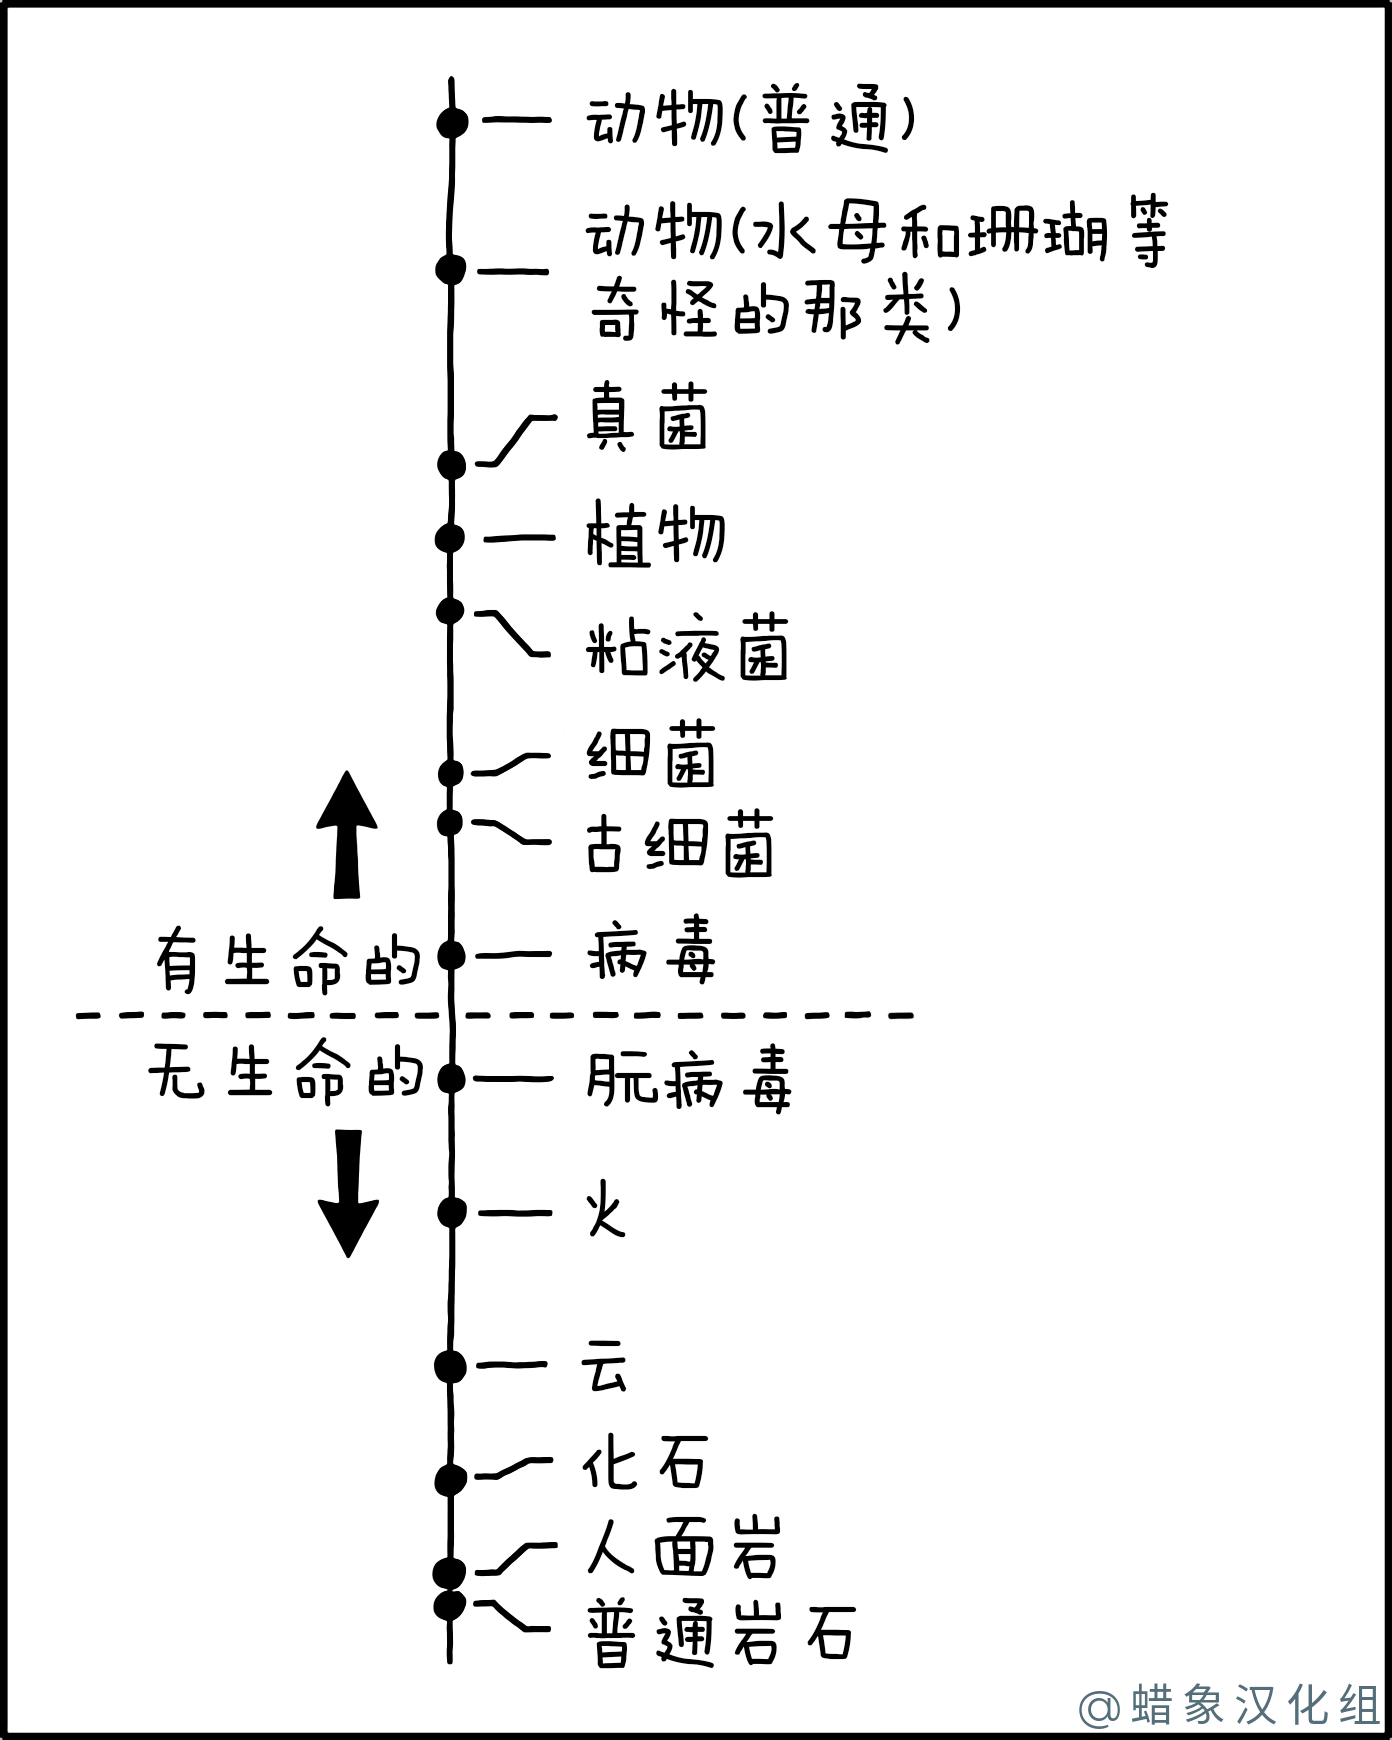 动物(普通)
动物(水母和珊瑚等
奇怪的那类)
真菌
植物
粘液菌
细菌
古细菌
有生命的
病毒
无生命的
朊病毒
火
云
化石
人面岩
普通岩石
@蜡象汉化组